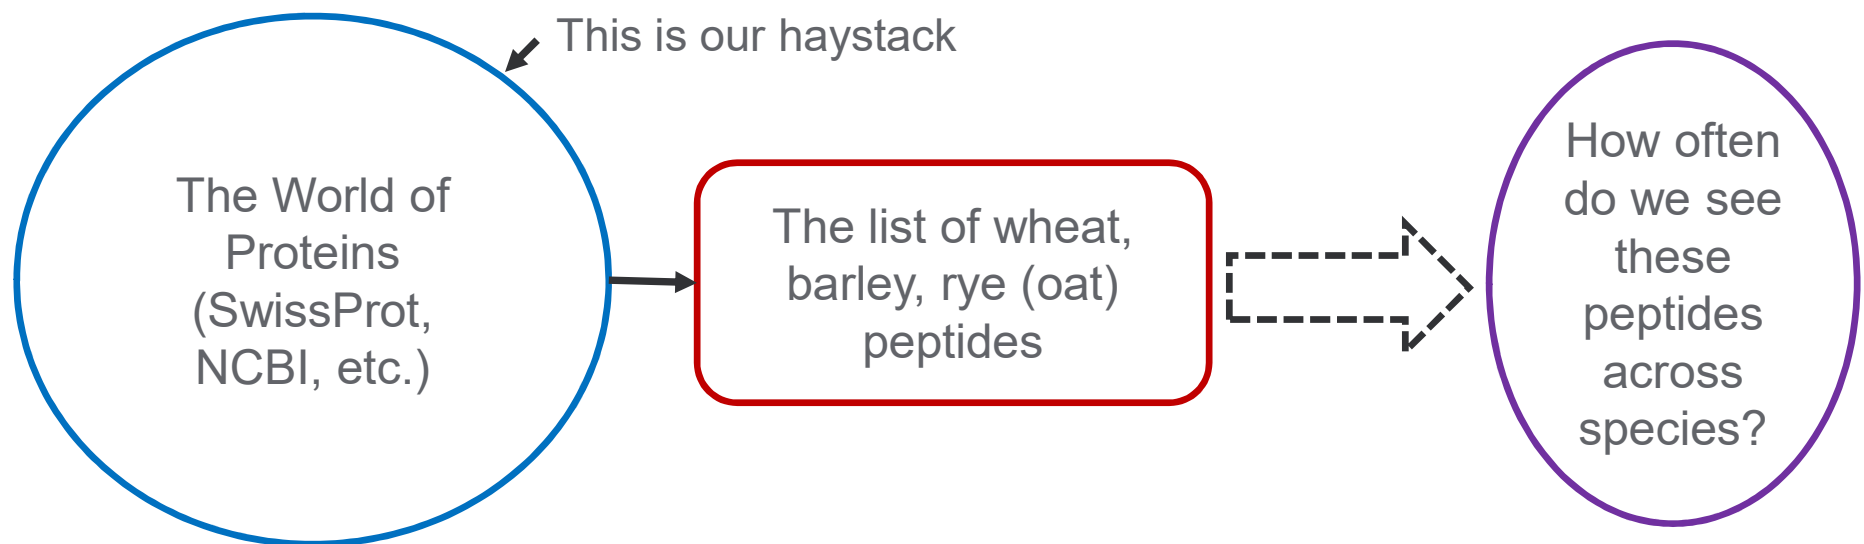 This is our haystack
The World of
Proteins
(SwissProt,
NCBI, etc.)
The list of wheat,
barley, rye (oat)
peptides
How often
do we see
these
peptides
across
species?